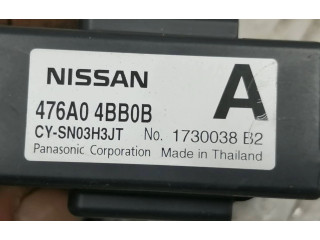 NISSAN A
476A0 4BB0B
CY-SN03H3JT No. 1730038 B2
Panasonic Corporation Made in Thailand